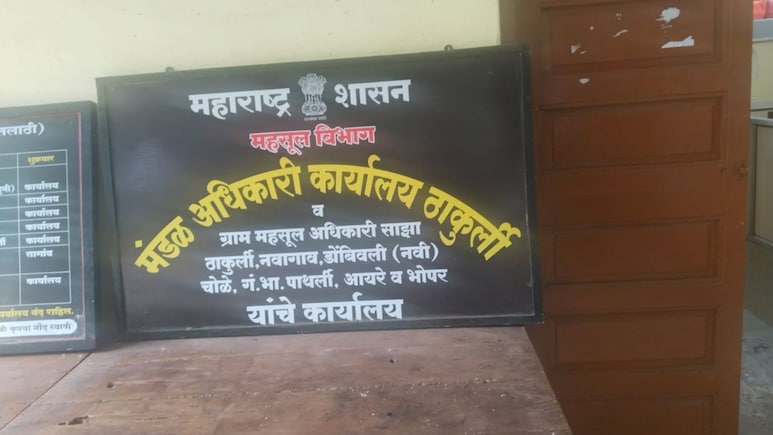 महाराष्ट्र शासन
महसूल विभाग
मंडळ अधिकारी कार्यालय ठाकुर्ली
व
ग्राम महसूल अधिकारी साझा
ठाकुर्ली,नवागाव,डोंबिवली (नवी)
चोळे, गं.भा. पाथर्ली, आयरे व भोपर
यांचे कार्यालय
शुक्रवार
कार्यालय
कार्यालय
कार्यालय
कार्यालय
कार्यालय